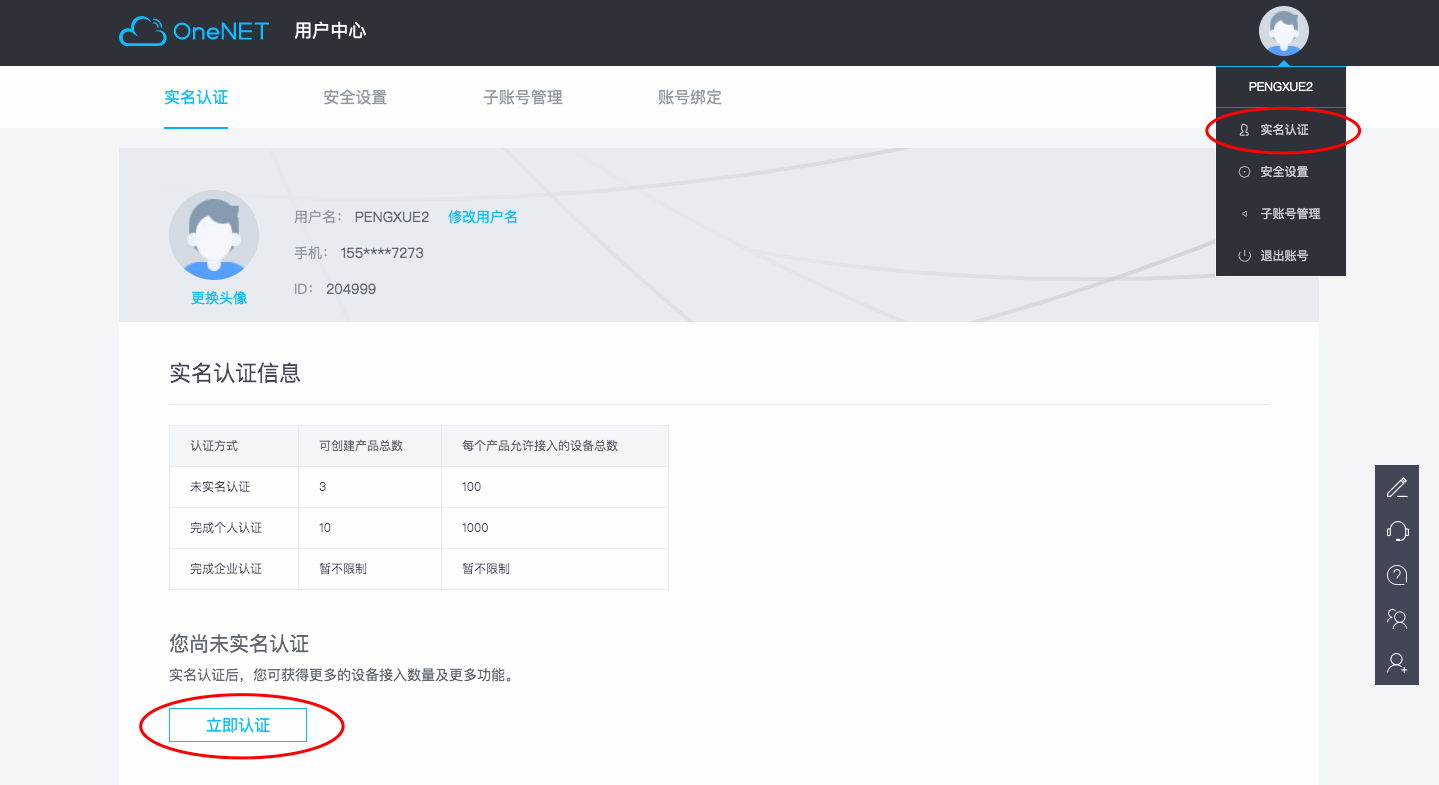 OneNET 用户中心
实名认证 安全设置 子账号管理 账号绑定
PENGXUE2
实名认证
安全设置
子账号管理
退出账号
用户名： PENGXUE2 修改用户名
手机： 155****7273
ID： 204999
更换头像
实名认证信息
认证方式 可创建产品总数 每个产品允许接入的设备总数
未实名认证 3 100
完成个人认证 10 1000
完成企业认证 暂不限制 暂不限制
您尚未实名认证
实名认证后，您可获得更多的设备接入数量及更多功能。
立即认证